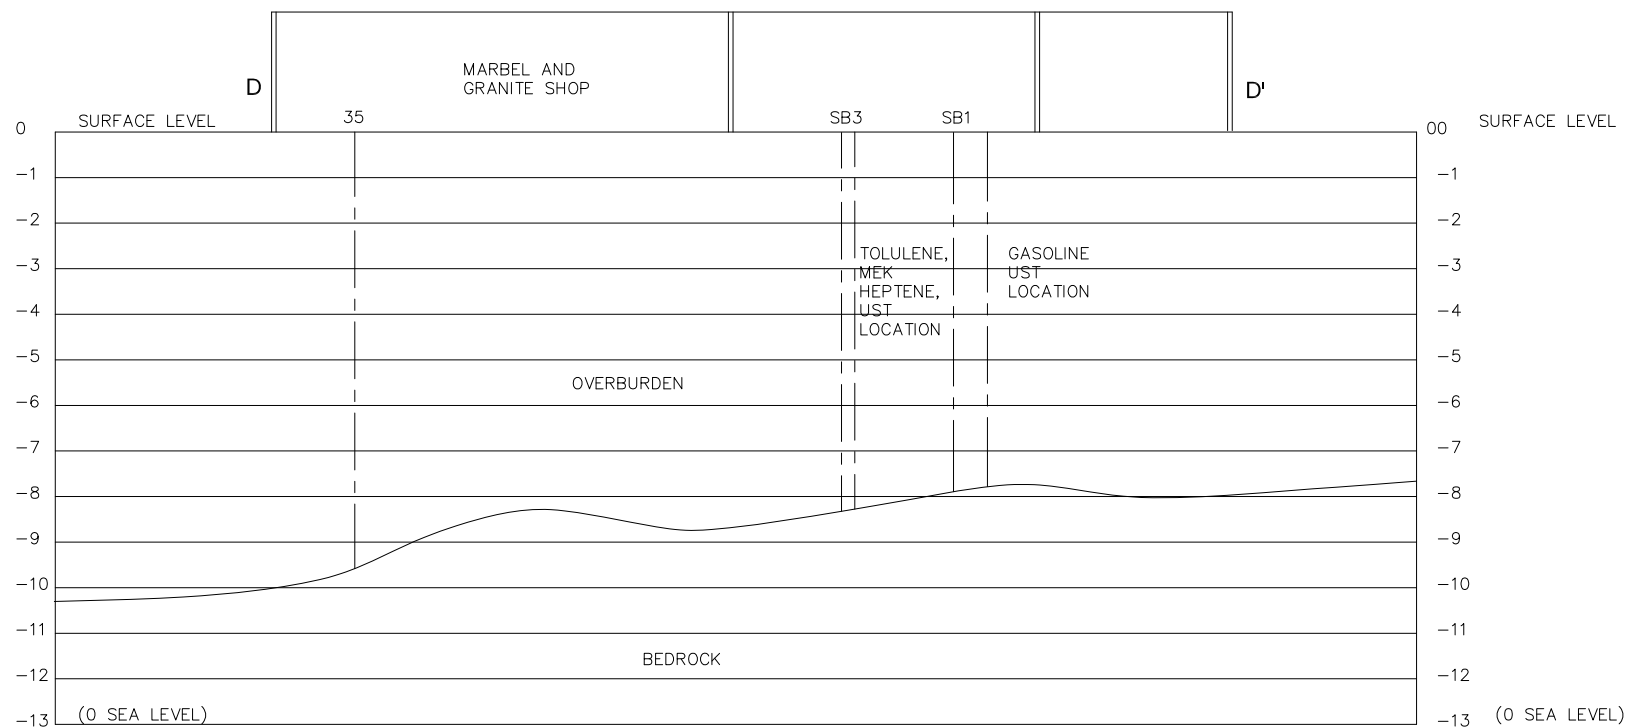 MARBEL AND
GRANITE SHOP
D
D'
0 SURFACE LEVEL 35 SB3 SB1 00 SURFACE LEVEL
-1 -1
-2 -2
TOLULENE,
MEK
HEPTENE,
UST
LOCATION
GASOLINE
UST
LOCATION
-3 -3
-4 -4
-5 -5
OVERBURDEN
-6 -6
-7 -7
-8 -8
-9 -9
-10 -10
-11 -11
BEDROCK
-12 -12
-13 (0 SEA LEVEL) -13 (0 SEA LEVEL)